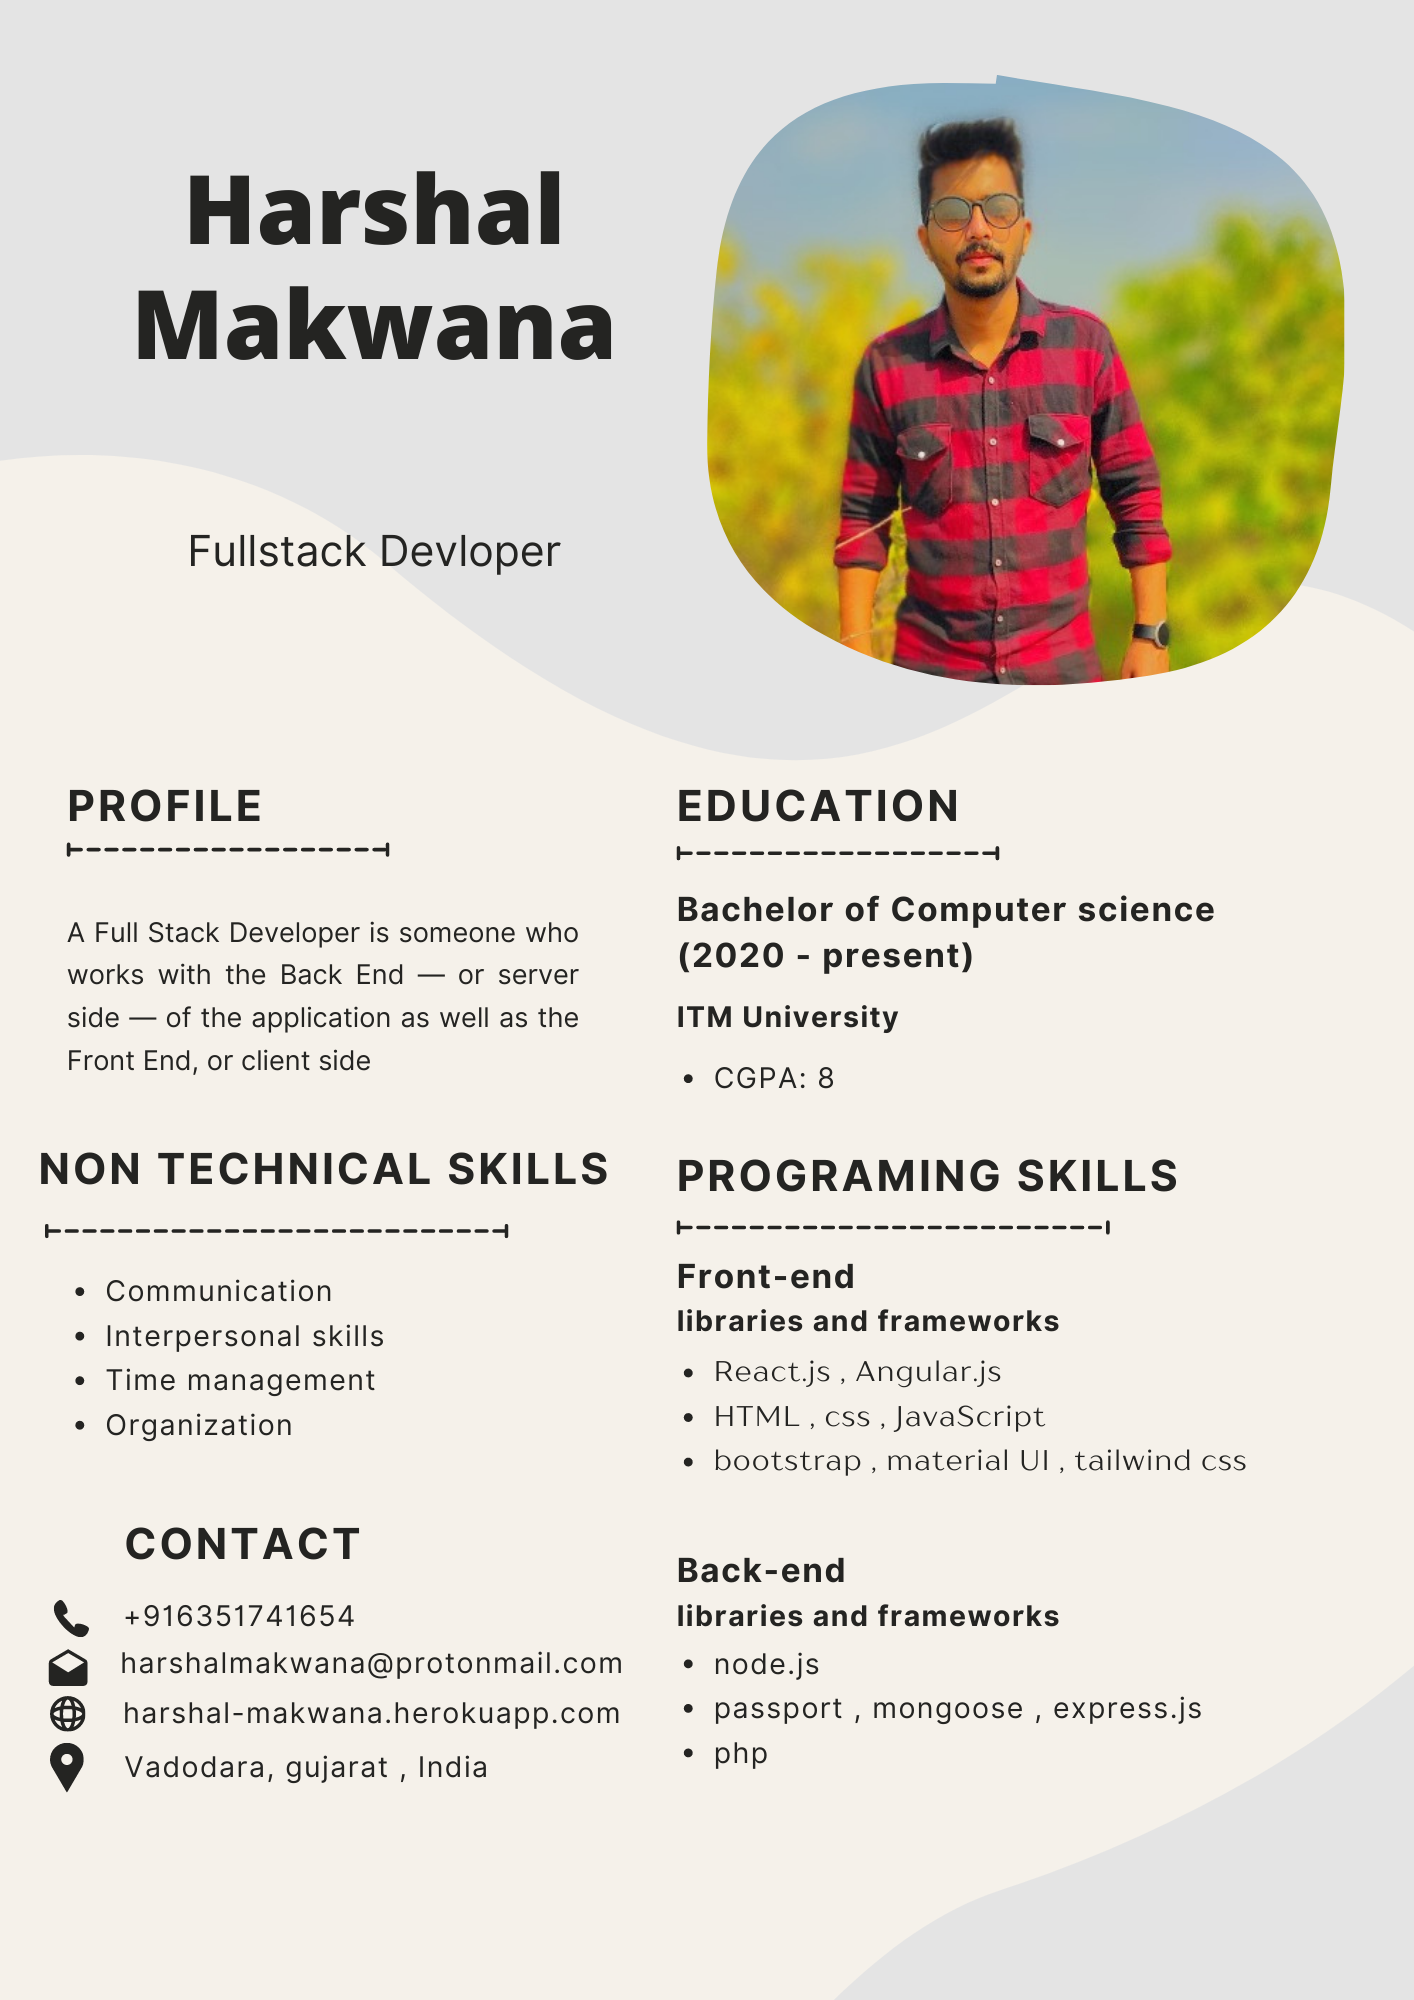 Harshal
Makwana
Fullstack Devloper
PROFILE
A Full Stack Developer is someone who
works with the Back End — or server
side — of the application as well as the
Front End, or client side
NON TECHNICAL SKILLS
• Communication
• Interpersonal skills
• Time management
• Organization
CONTACT
+916351741654
harshalmakwana@protonmail.com
harshal-makwana.herokuapp.com
Vadodara, gujarat , India
EDUCATION
Bachelor of Computer science
(2020 - present)
ITM University
• CGPA: 8
PROGRAMING SKILLS
Front-end
libraries and frameworks
• React.js , Angular.js
• HTML , css , JavaScript
• bootstrap , material UI , tailwind css
Back-end
libraries and frameworks
• node.js
• passport , mongoose , express.js
• php